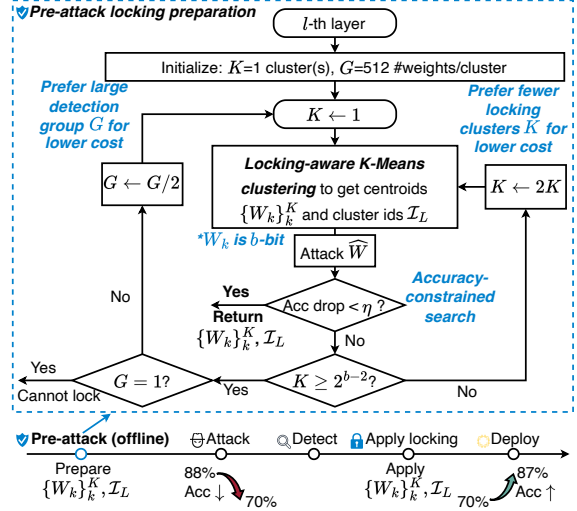 Pre-attack locking preparation
l-th layer
Initialize: K=1 cluster(s), G=512 #weights/cluster
Prefer large
detection
group G for
lower cost
K ← 1
Prefer fewer
locking
clusters K for
lower cost
G ← G/2
Locking-aware K-Means
clustering to get centroids
{W_k}_k^K and cluster ids I_L
K ← 2K
*W_k is b-bit
Attack Ŵ
Accuracy-
constrained
search
No
Yes
Return
{W_k}_k^K, I_L
Acc drop < η ?
No
Yes
Cannot lock
G = 1?
Yes
K ≥ 2^{b−2}?
No
Pre-attack (offline)
Attack
Detect
Apply locking
Deploy
Prepare
{W_k}_k^K, I_L
88%
Acc ↓
70%
Apply
{W_k}_k^K, I_L
70%
87%
Acc ↑